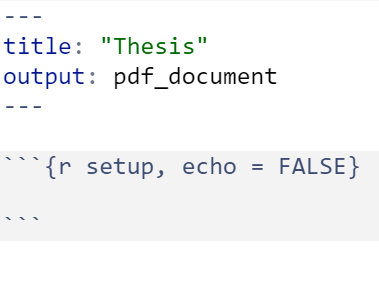 ---
title: "Thesis"
output: pdf_document
---
```{r setup, echo = FALSE}
```